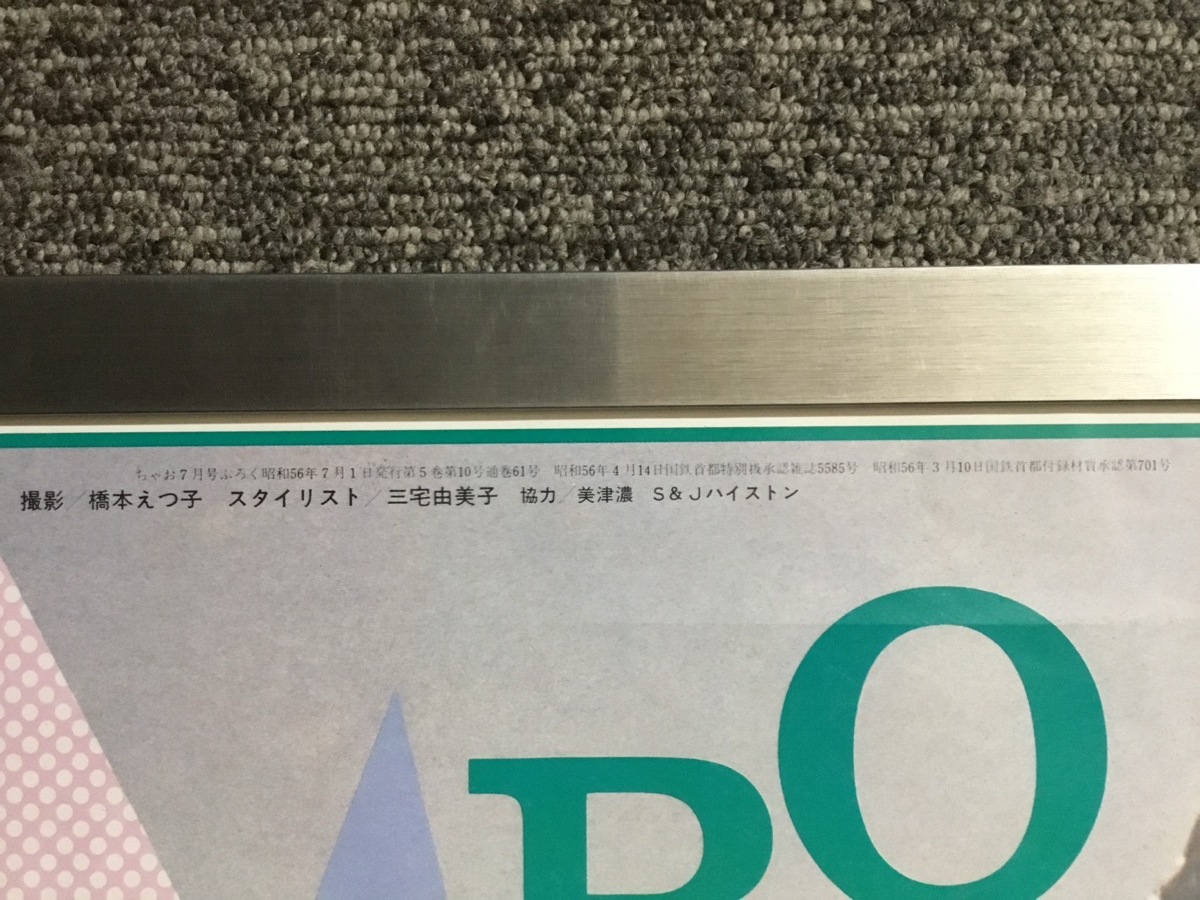 ちゃお7月号ふろく昭和56年7月1日発行第5巻第10号通巻61号　昭和56年4月14日国鉄首都特別扱承認雑誌5585号　昭和56年3月10日国鉄首都付録材質承認第701号
撮影／橋本えつ子　スタイリスト／三宅由美子　協力／美津濃　S&Jハイストン
RO